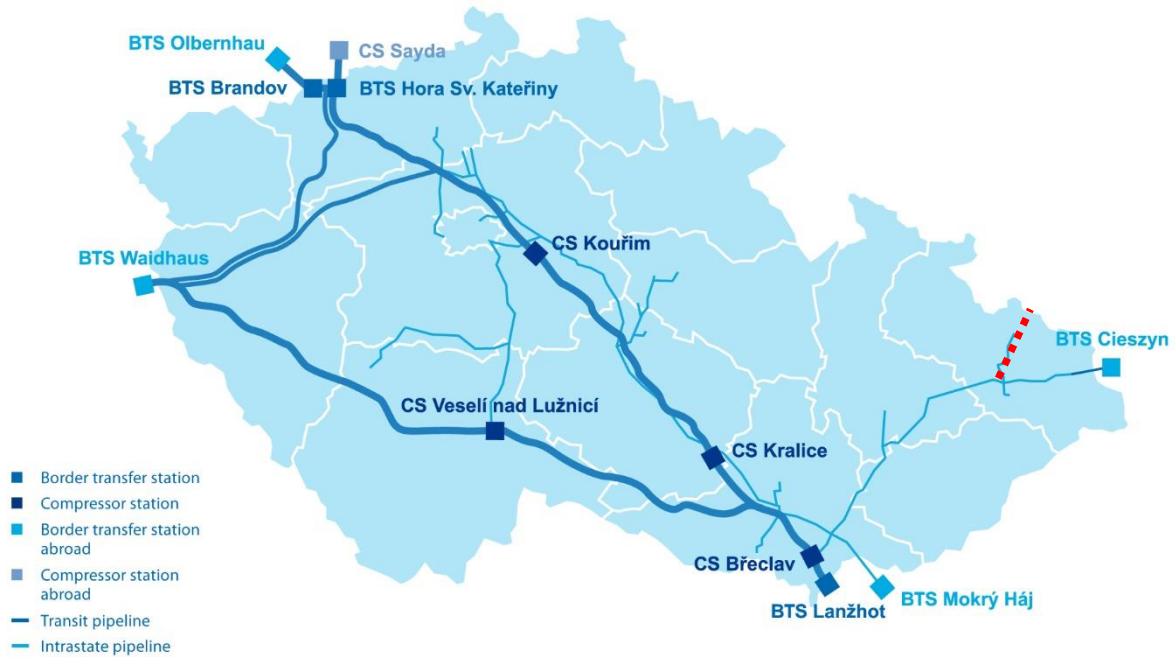 BTS Olbernhau
CS Sayda
BTS Brandov
BTS Hora Sv. Kateřiny
CS Kouřim
BTS Waidhaus
BTS Cieszyn
CS Veselí nad Lužnicí
CS Kralice
CS Břeclav
BTS Mokrý Háj
BTS Lanžhot
Border transfer station
Compressor station
Border transfer station
abroad
Compressor station
abroad
Transit pipeline
Intrastate pipeline